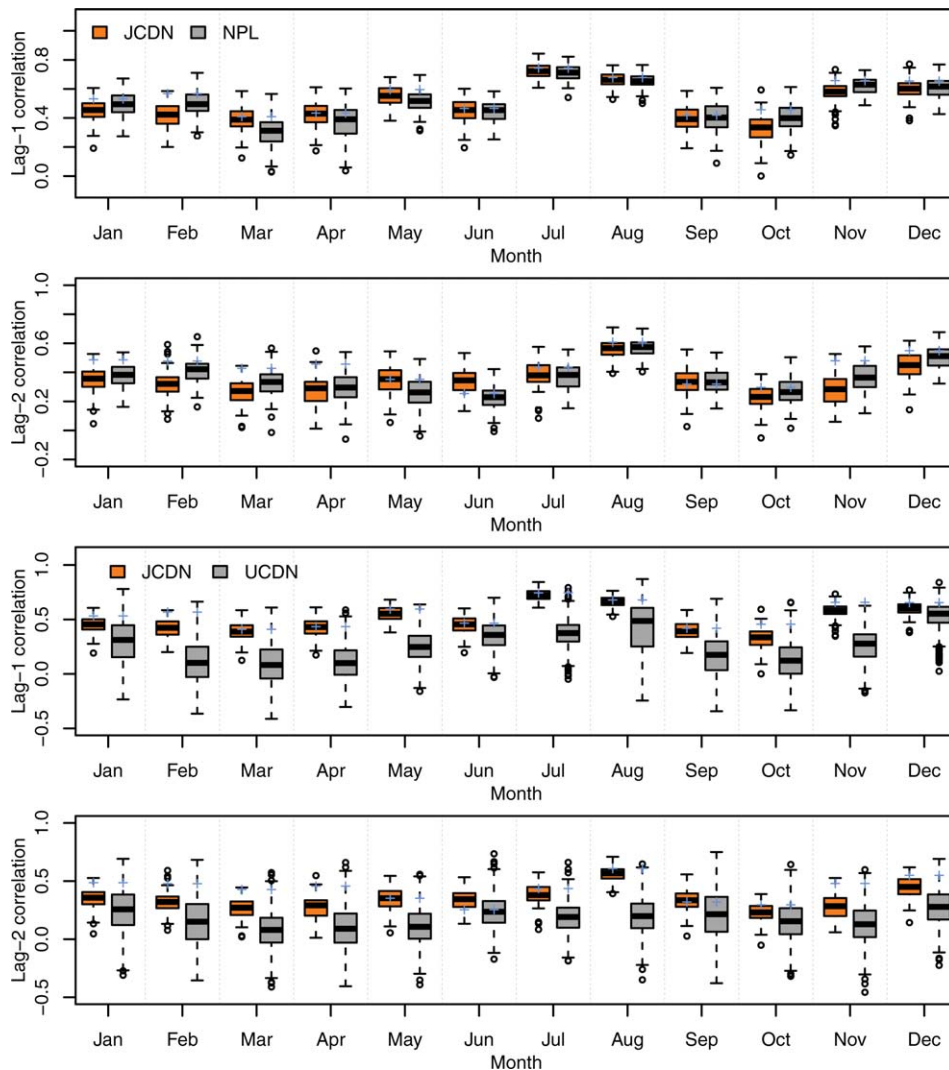 JCDN NPL
Lag-1 correlation
0.8
0.4
0.0
Jan Feb Mar Apr May Jun Jul Aug Sep Oct Nov Dec
Month
Lag-2 correlation
1.0
0.6
0.2
-0.2
Jan Feb Mar Apr May Jun Jul Aug Sep Oct Nov Dec
Month
JCDN UCDN
Lag-1 correlation
1.0
0.5
0.0
-0.5
Jan Feb Mar Apr May Jun Jul Aug Sep Oct Nov Dec
Month
Lag-2 correlation
1.0
0.5
0.0
-0.5
Jan Feb Mar Apr May Jun Jul Aug Sep Oct Nov Dec
Month